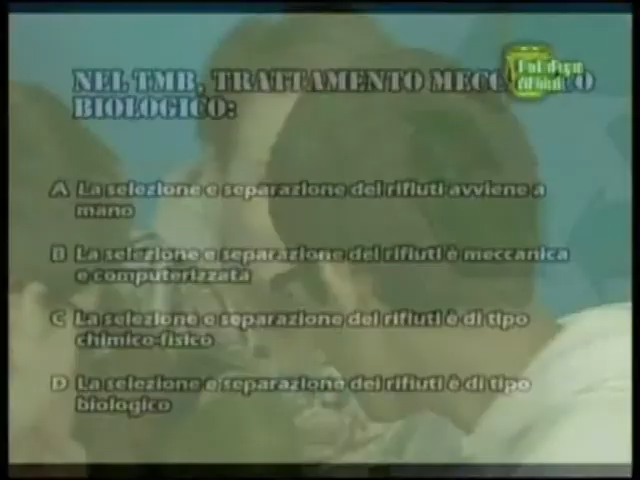 NEL TMB, TRATTAMENTO
BIOLOGICO:
A La selezione e separazione dei rifiuti avviene a
mano
B La selezione e separazione dei rifiuti è meccanica
e computerizzata
C La selezione e separazione dei rifiuti è di tipo
chimico-fisico
D La selezione e separazione dei rifiuti è di tipo
biologico